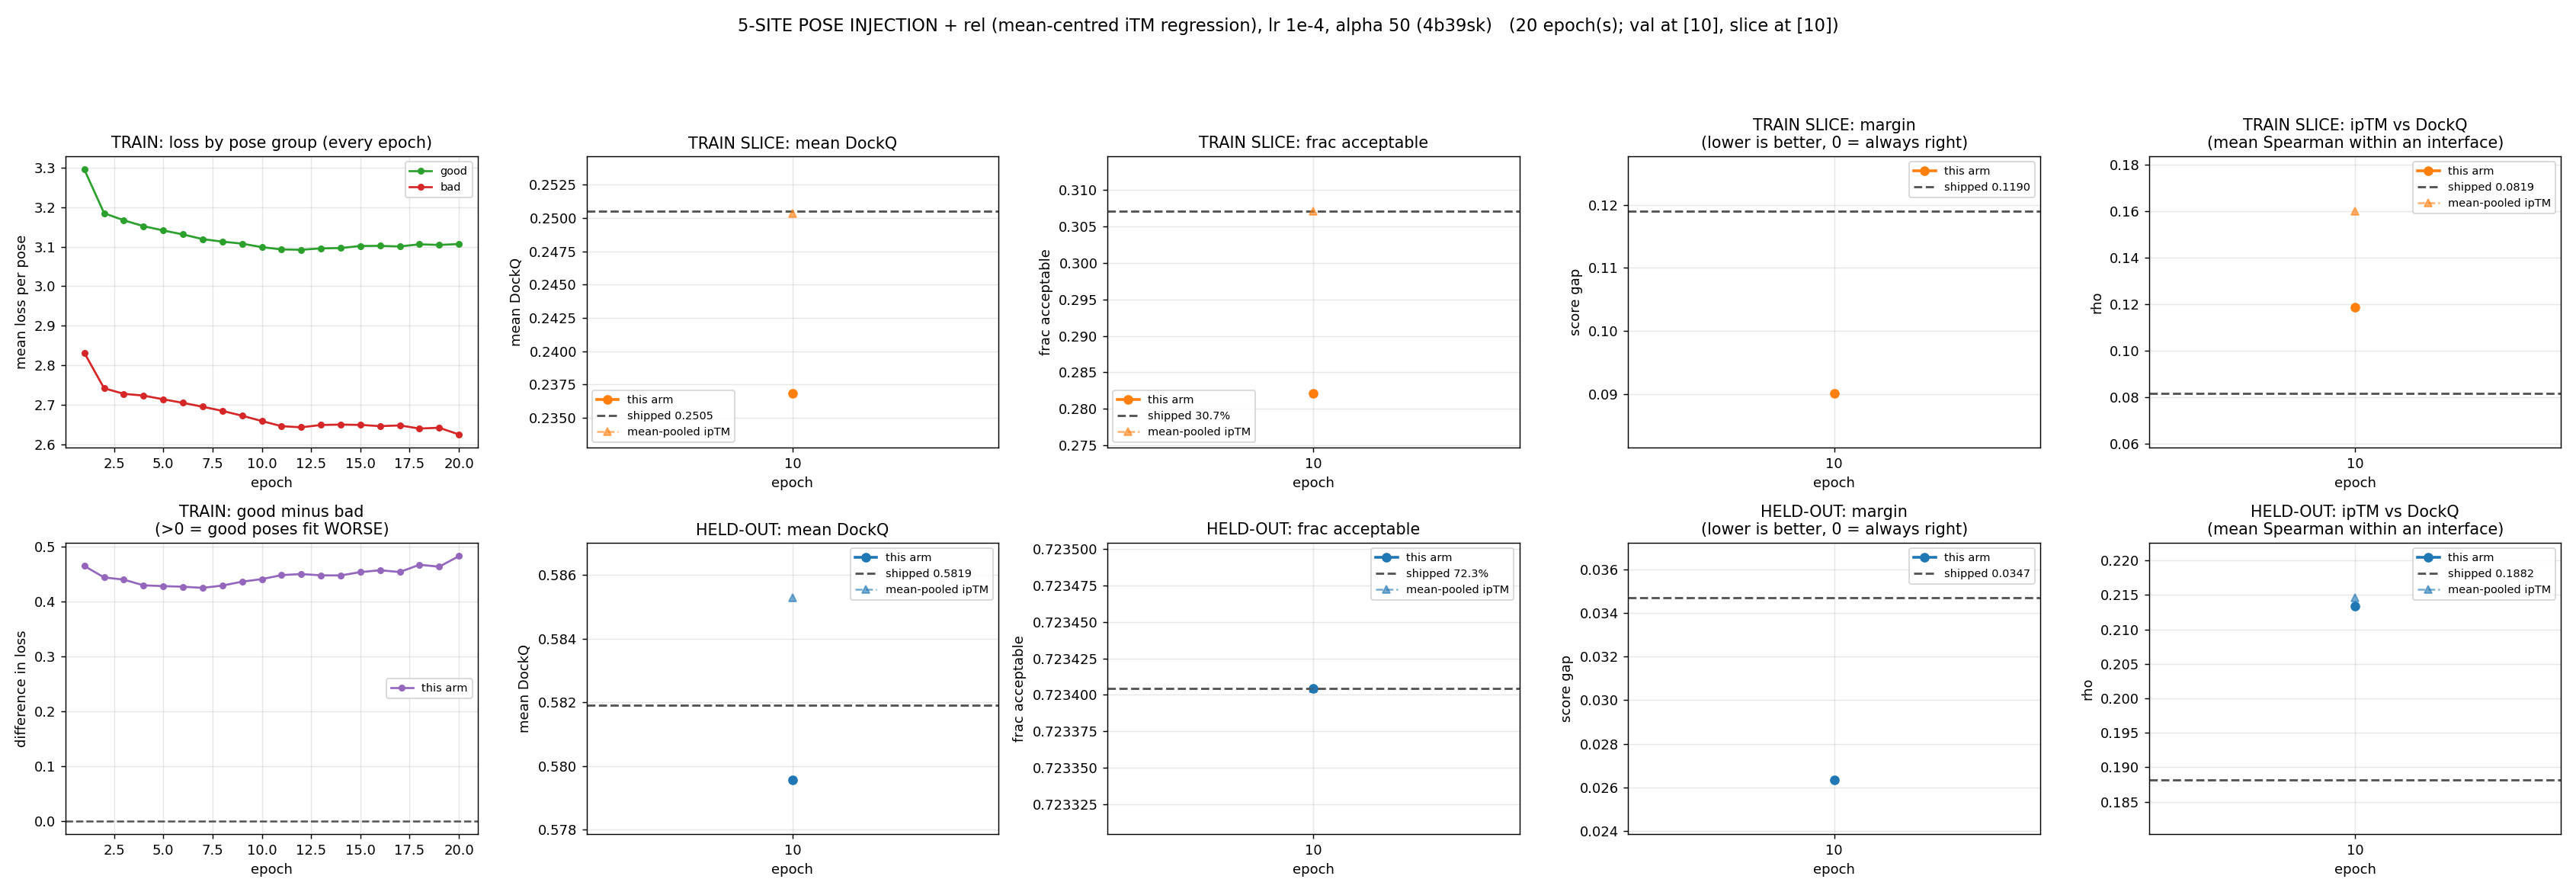 5-SITE POSE INJECTION + rel (mean-centred iTM regression), lr 1e-4, alpha 50 (4b39sk)   (20 epoch(s); val at [10], slice at [10])
TRAIN: loss by pose group (every epoch)
mean loss per pose
3.3
3.2
3.1
3.0
2.9
2.8
2.7
2.6
good
bad
2.5
5.0
7.5
10.0
12.5
15.0
17.5
20.0
epoch
TRAIN SLICE: mean DockQ
mean DockQ
0.2525
0.2500
0.2475
0.2450
0.2425
0.2400
0.2375
0.2350
this arm
shipped 0.2505
mean-pooled ipTM
10
epoch
TRAIN SLICE: frac acceptable
frac acceptable
0.310
0.305
0.300
0.295
0.290
0.285
0.280
0.275
this arm
shipped 30.7%
mean-pooled ipTM
10
epoch
TRAIN SLICE: margin
(lower is better, 0 = always right)
score gap
0.12
0.11
0.10
0.09
this arm
shipped 0.1190
10
epoch
TRAIN SLICE: ipTM vs DockQ
(mean Spearman within an interface)
rho
0.18
0.16
0.14
0.12
0.10
0.08
0.06
this arm
shipped 0.0819
mean-pooled ipTM
10
epoch
TRAIN: good minus bad
(>0 = good poses fit WORSE)
difference in loss
0.5
0.4
0.3
0.2
0.1
0.0
this arm
2.5
5.0
7.5
10.0
12.5
15.0
17.5
20.0
epoch
HELD-OUT: mean DockQ
mean DockQ
0.586
0.584
0.582
0.580
0.578
this arm
shipped 0.5819
mean-pooled ipTM
10
epoch
HELD-OUT: frac acceptable
frac acceptable
0.723500
0.723475
0.723450
0.723425
0.723400
0.723375
0.723350
0.723325
this arm
shipped 72.3%
mean-pooled ipTM
10
epoch
HELD-OUT: margin
(lower is better, 0 = always right)
score gap
0.036
0.034
0.032
0.030
0.028
0.026
0.024
this arm
shipped 0.0347
10
epoch
HELD-OUT: ipTM vs DockQ
(mean Spearman within an interface)
rho
0.220
0.215
0.210
0.205
0.200
0.195
0.190
0.185
this arm
shipped 0.1882
mean-pooled ipTM
10
epoch